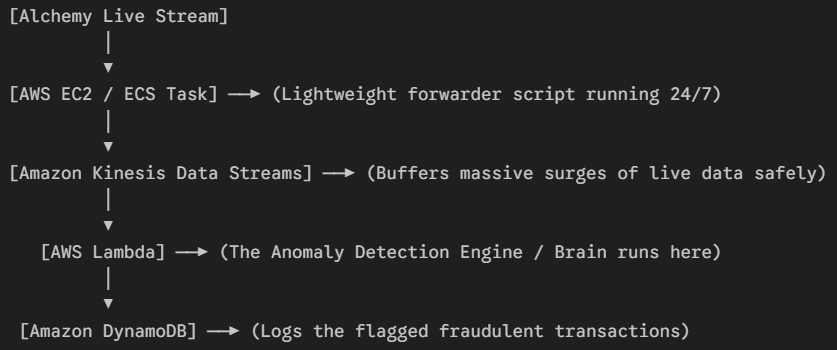 [Alchemy Live Stream]
│
▼
[AWS EC2 / ECS Task] ──► (Lightweight forwarder script running 24/7)
│
▼
[Amazon Kinesis Data Streams] ──► (Buffers massive surges of live data safely)
│
▼
[AWS Lambda] ──► (The Anomaly Detection Engine / Brain runs here)
│
▼
[Amazon DynamoDB] ──► (Logs the flagged fraudulent transactions)